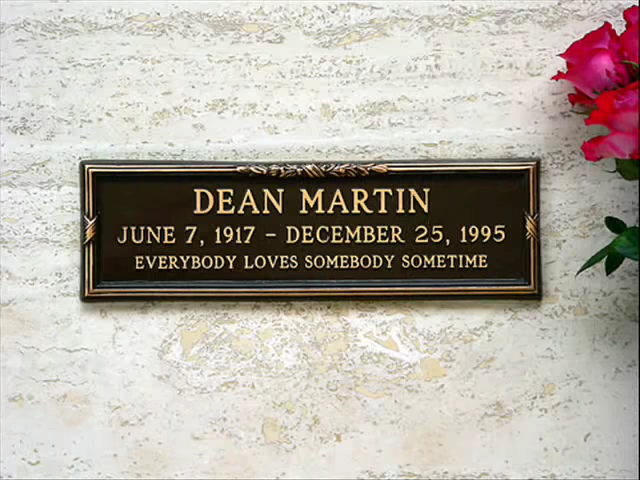 DEAN MARTIN
JUNE 7, 1917 – DECEMBER 25, 1995
EVERYBODY LOVES SOMEBODY SOMETIME